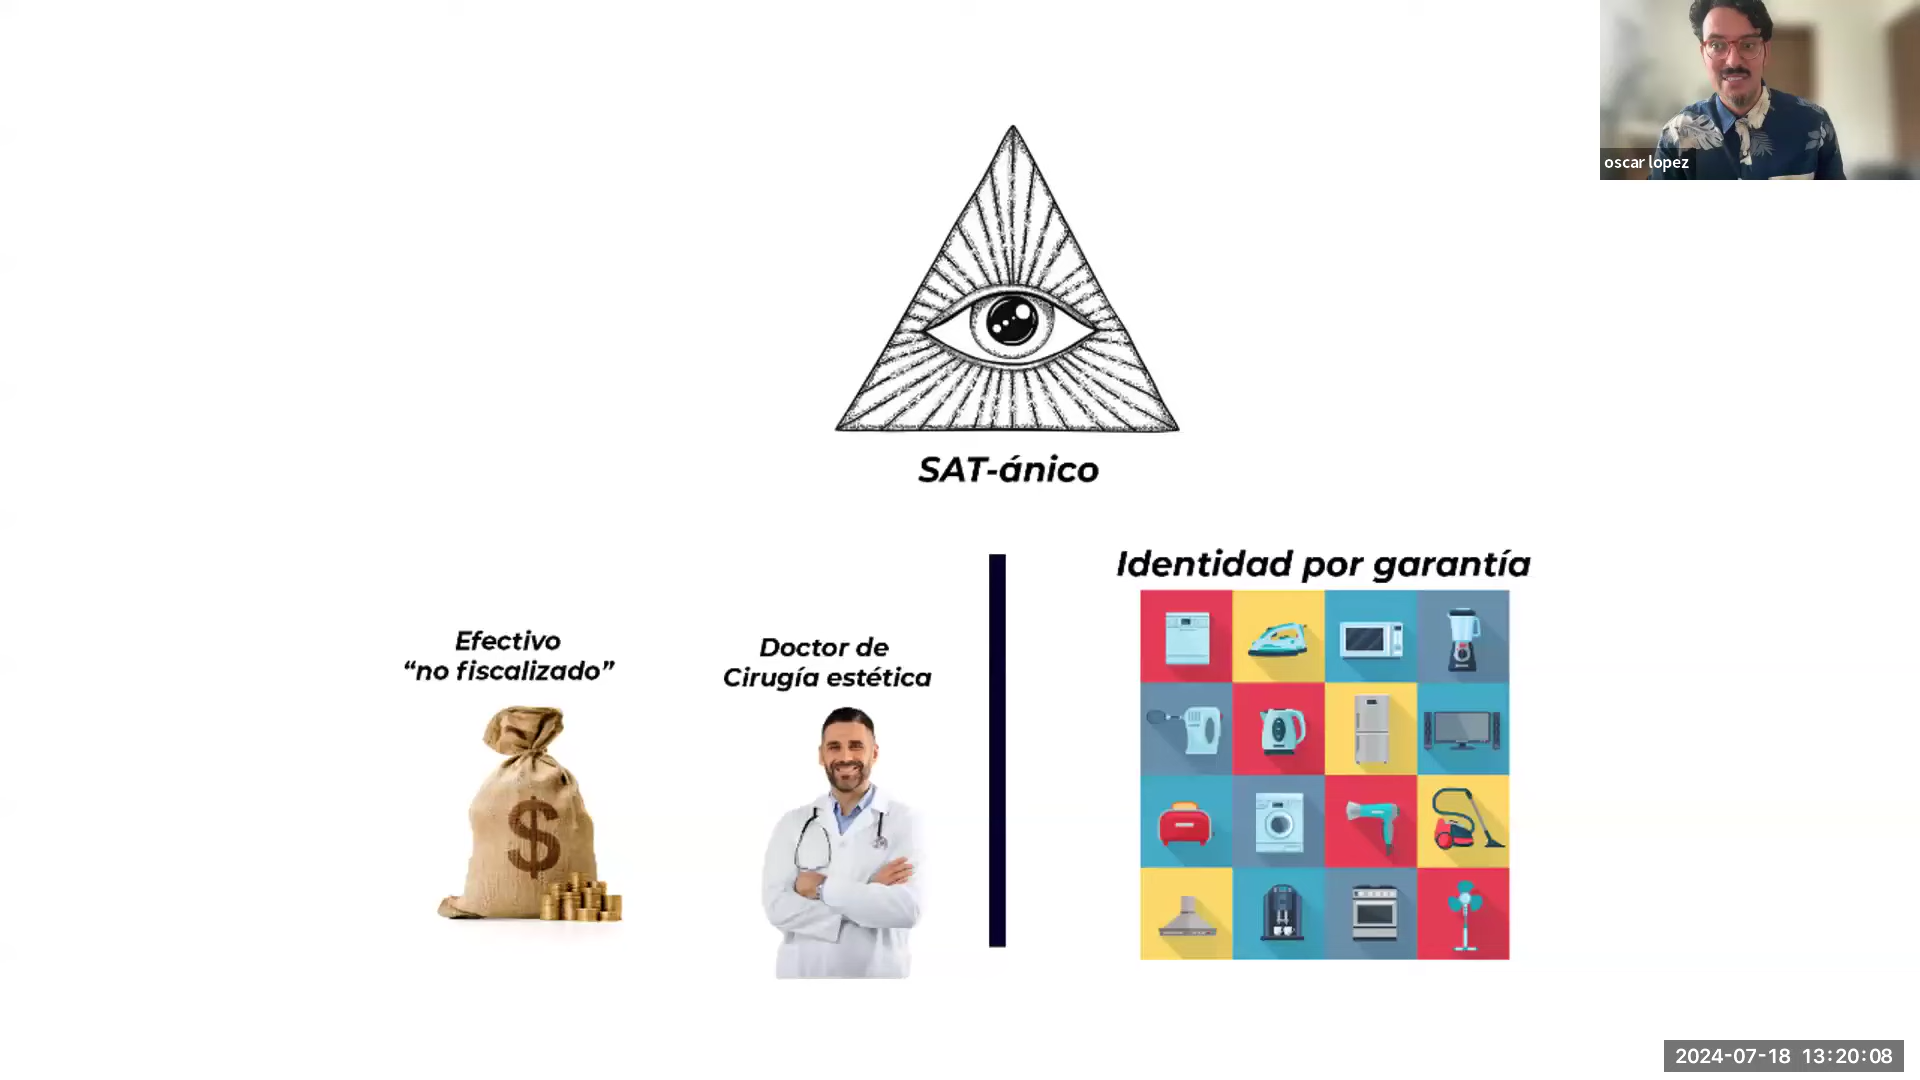 oscar lopez
SAT-ánico
Identidad por garantía
Efectivo
“no fiscalizado”
Doctor de
Cirugía estética
$
2024-07-18 13:20:08